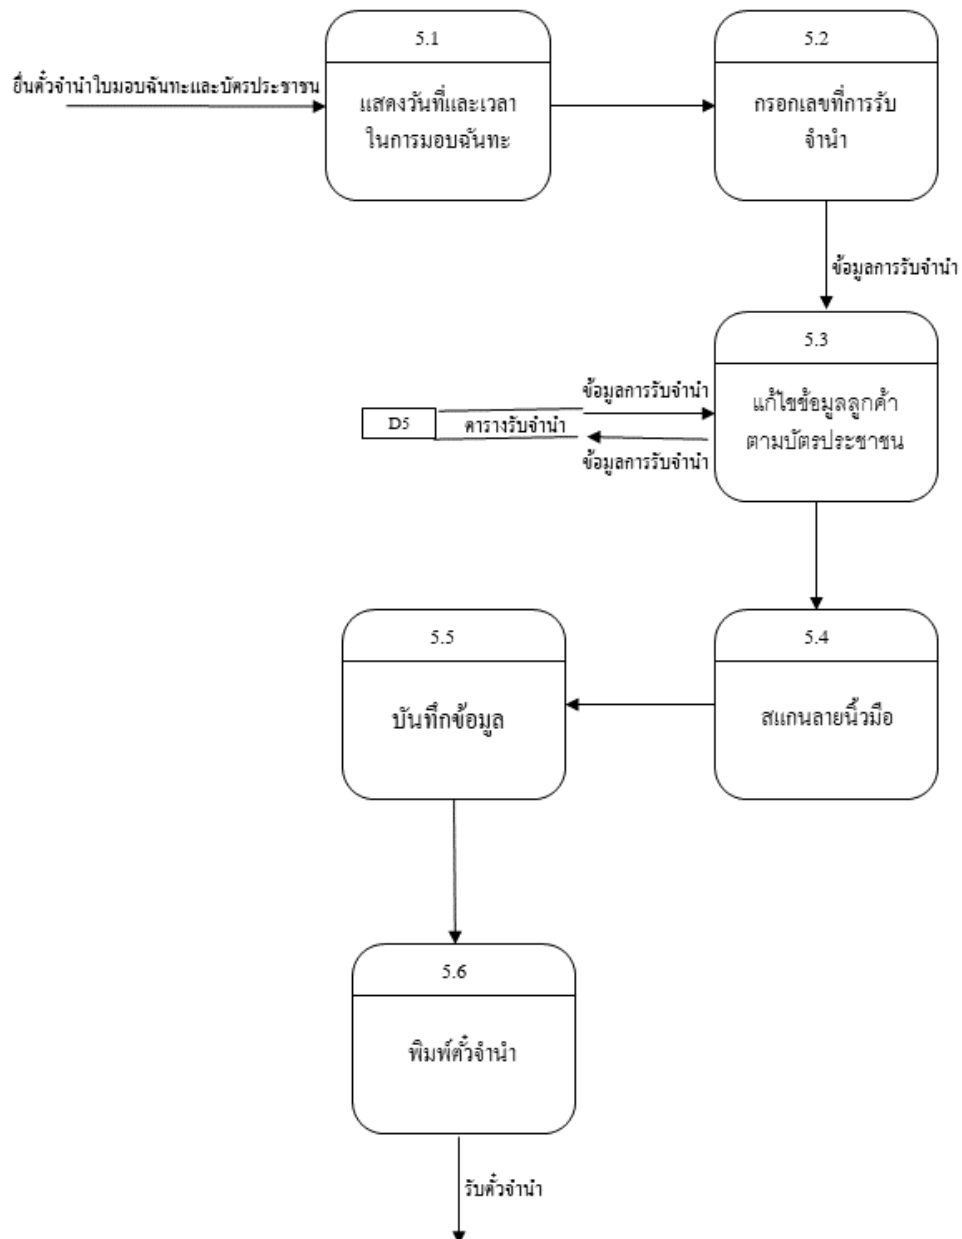 5.1
5.2
ยื่นตั๋วจำนำใบมอบฉันทะและบัตรประชาชน
แสดงวันที่และเวลา
ในการมอบฉันทะ
กรอกเลขที่การรับ
จำนำ
ข้อมูลการรับจำนำ
5.3
แก้ไขข้อมูลลูกค้า
ตามบัตรประชาชน
ข้อมูลการรับจำนำ
D5
ตารางรับจำนำ
ข้อมูลการรับจำนำ
5.4
สแกนลายนิ้วมือ
5.5
บันทึกข้อมูล
5.6
พิมพ์ตั๋วจำนำ
รับตั๋วจำนำ